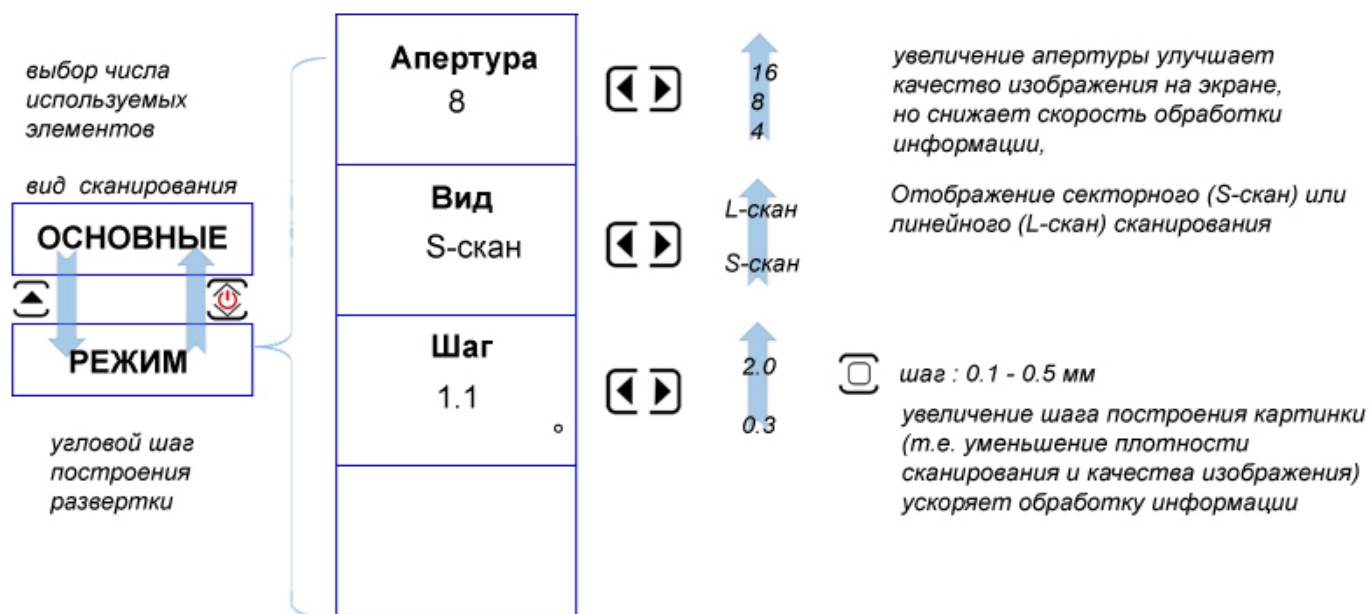 выбор числа
используемых
элементов
вид сканирования
ОСНОВНЫЕ
РЕЖИМ
угловой шаг
построения
развертки
Апертура
8
Вид
S-скан
Шаг
1.1
°
16
8
4
L-скан
S-скан
2.0
0.3
увеличение апертуры улучшает
качество изображения на экране,
но снижает скорость обработки
информации,
Отображение секторного (S-скан) или
линейного (L-скан) сканирования
шаг : 0.1 - 0.5 мм
увеличение шага построения картинки
(т.е. уменьшение плотности
сканирования и качества изображения)
ускоряет обработку информации